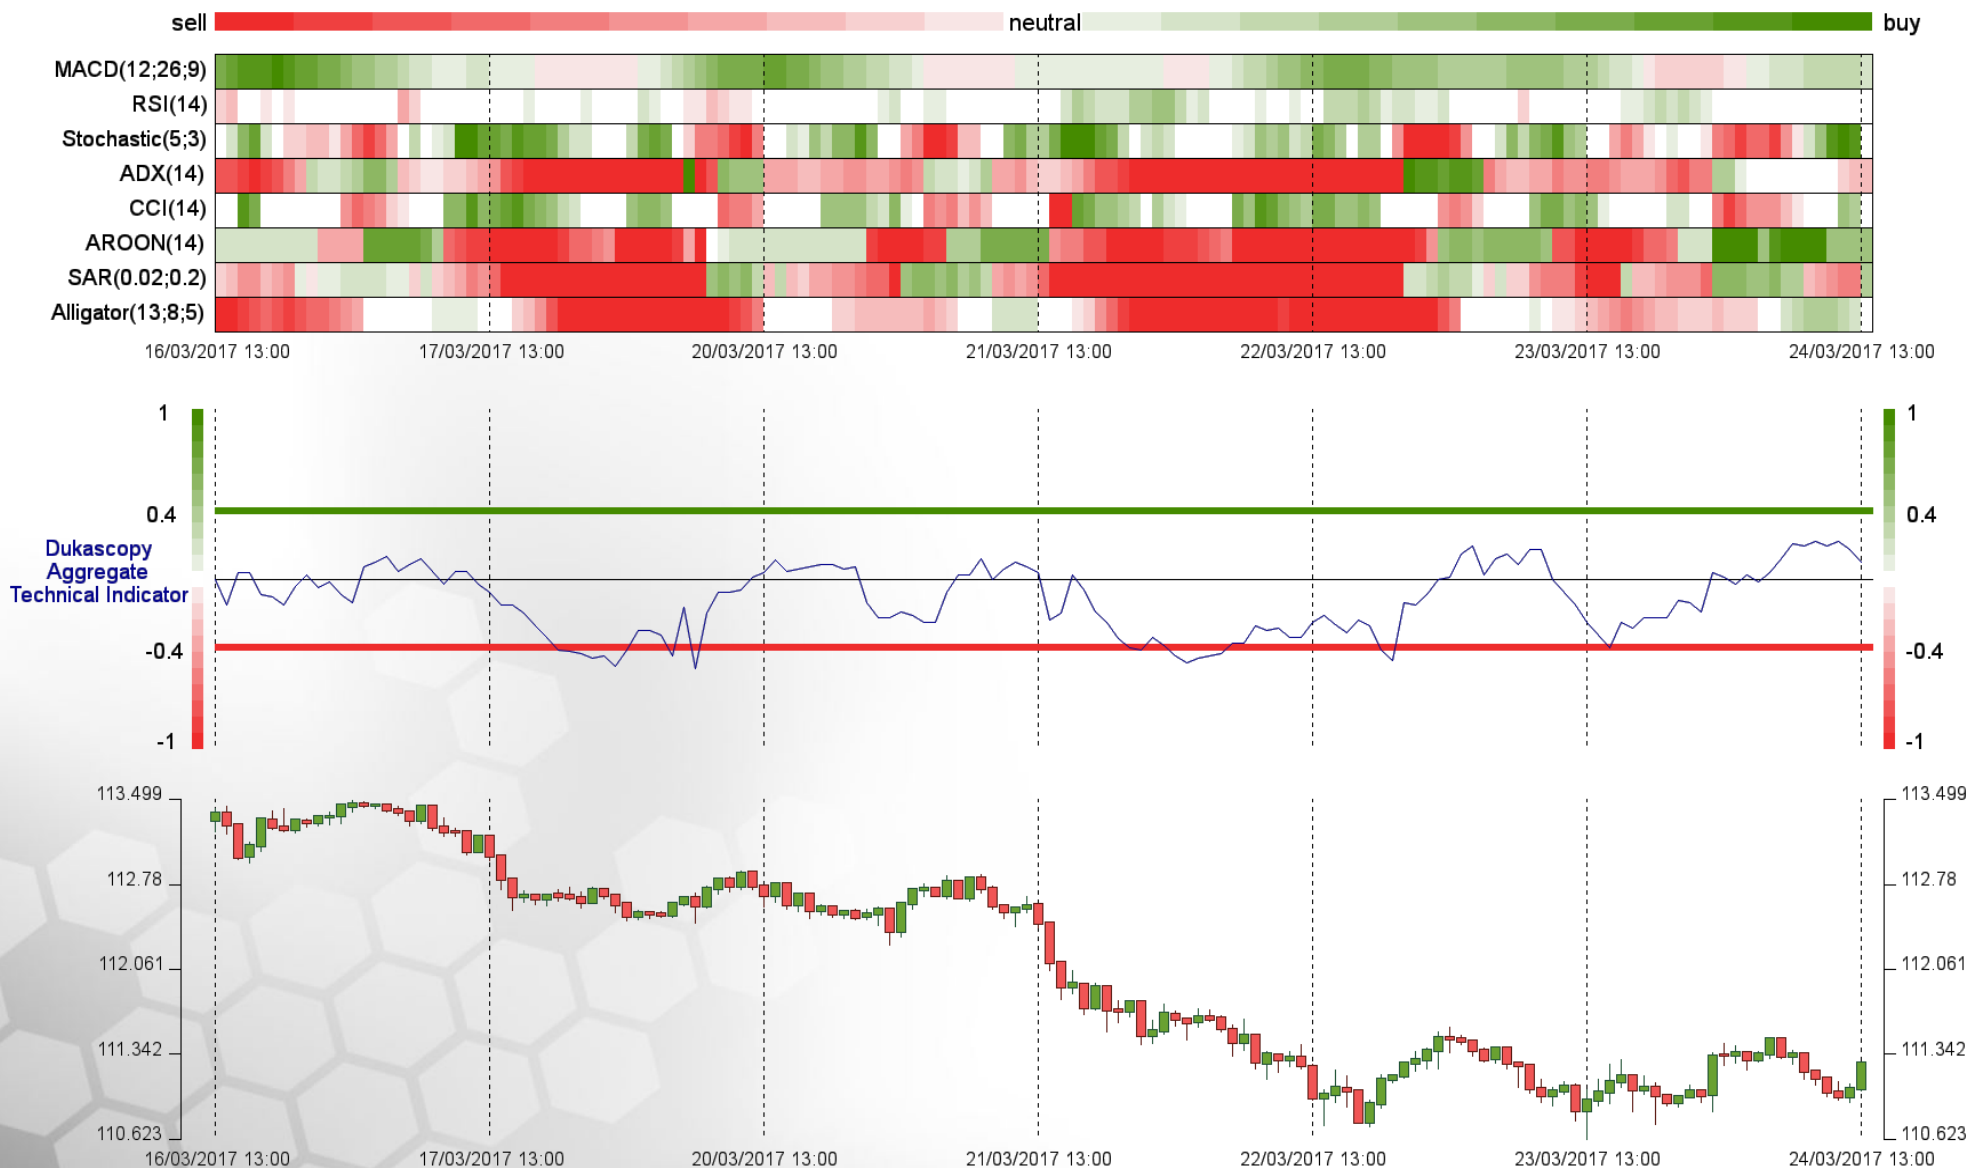 sell neutral buy
MACD(12;26;9)
RSI(14)
Stochastic(5;3)
ADX(14)
CCI(14)
AROON(14)
SAR(0.02;0.2)
Alligator(13;8;5)
16/03/2017 13:00 17/03/2017 13:00 20/03/2017 13:00 21/03/2017 13:00 22/03/2017 13:00 23/03/2017 13:00 24/03/2017 13:00
1 1
0.4 0.4
Dukascopy
Aggregate
Technical Indicator
-0.4 -0.4
-1 -1
113.499 113.499
112.78 112.78
112.061 112.061
111.342 111.342
110.623 110.623
16/03/2017 13:00 17/03/2017 13:00 20/03/2017 13:00 21/03/2017 13:00 22/03/2017 13:00 23/03/2017 13:00 24/03/2017 13:00